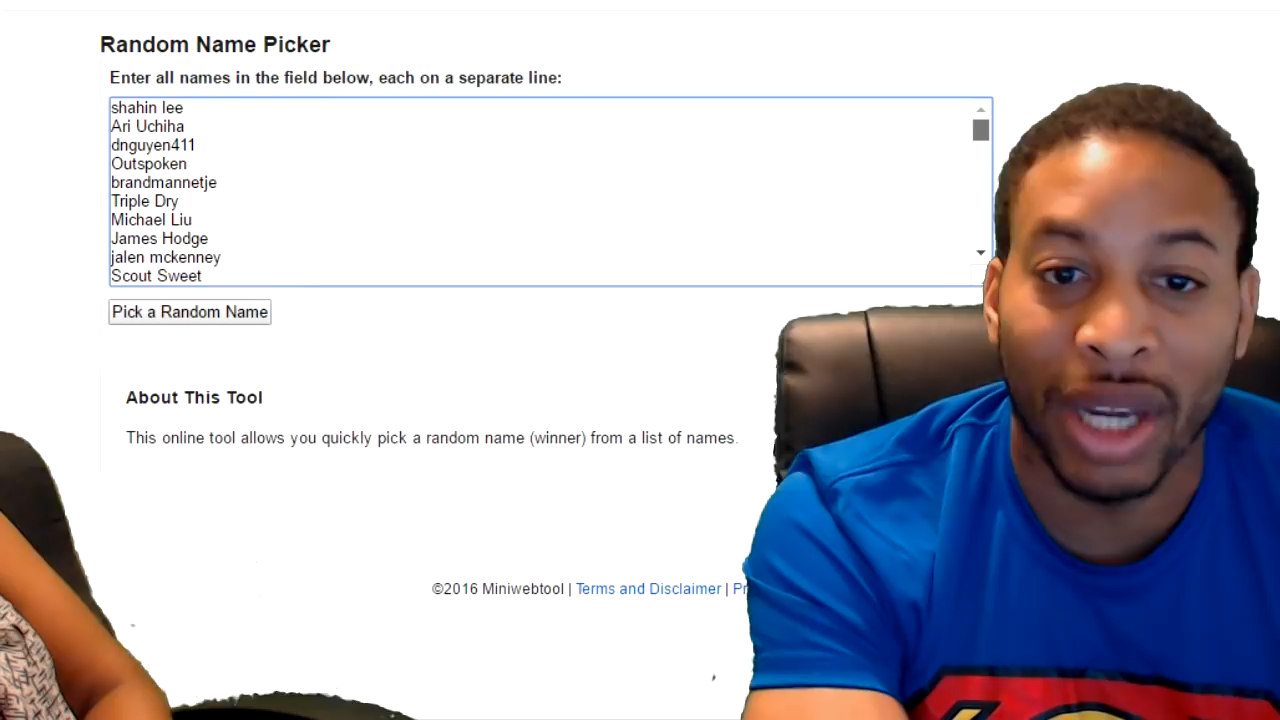 Random Name Picker
Enter all names in the field below, each on a separate line:
shahin lee
Ari Uchiha
dnguyen411
Outspoken
brandmannetje
Triple Dry
Michael Liu
James Hodge
jalen mckenney
Scout Sweet
Pick a Random Name
About This Tool
This online tool allows you quickly pick a random name (winner) from a list of names.
©2016 Miniwebtool | Terms and Disclaimer | Pr